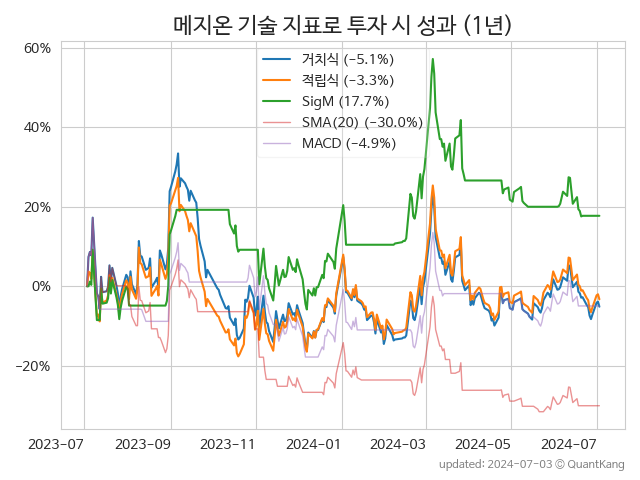 메지온 기술 지표로 투자 시 성과 (1년)
거치식 (−5.1%)
적립식 (−3.3%)
SigM (17.7%)
SMA(20) (−30.0%)
MACD (−4.9%)
60%
40%
20%
0%
−20%
2023-07
2023-09
2023-11
2024-01
2024-03
2024-05
2024-07
updated: 2024-07-03 © QuantKang